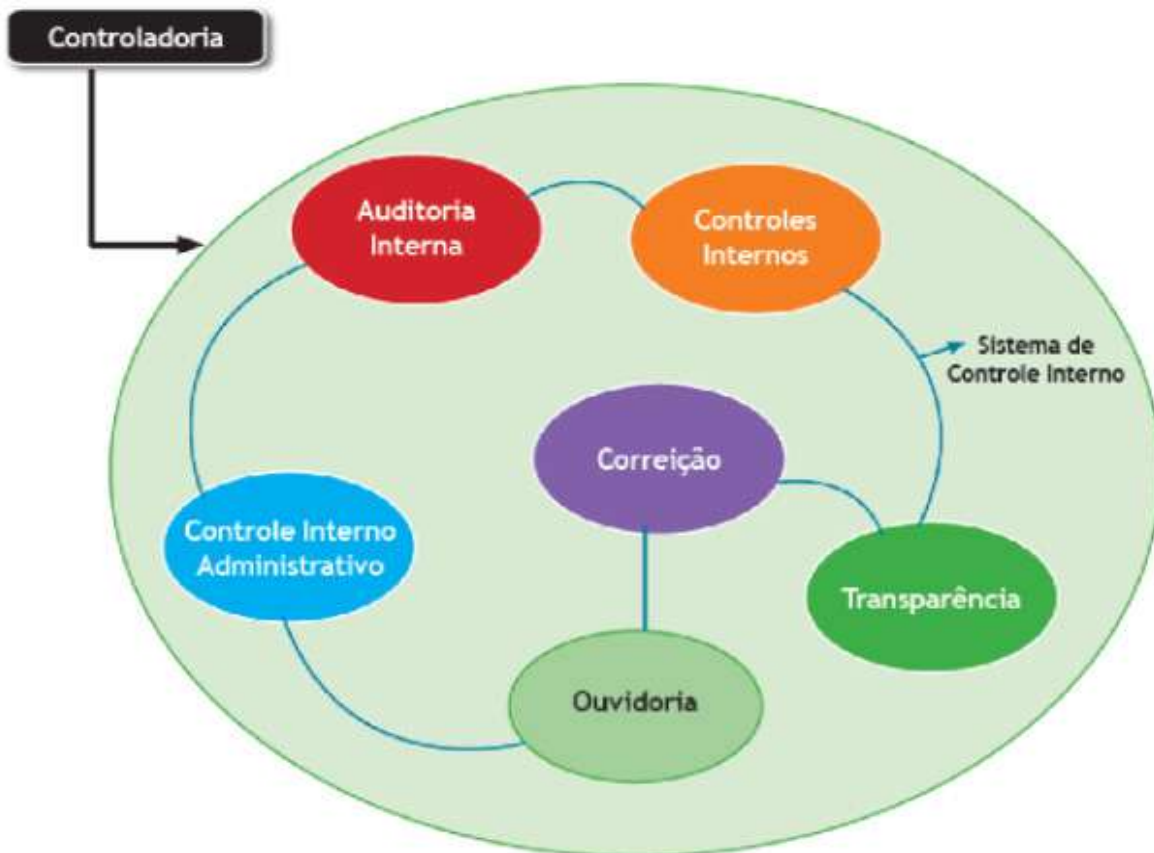 Controladoria
Auditoria
Interna
Controles
Internos
Sistema de
Controle Interno
Correição
Controle Interno
Administrativo
Transparência
Ouvidoria